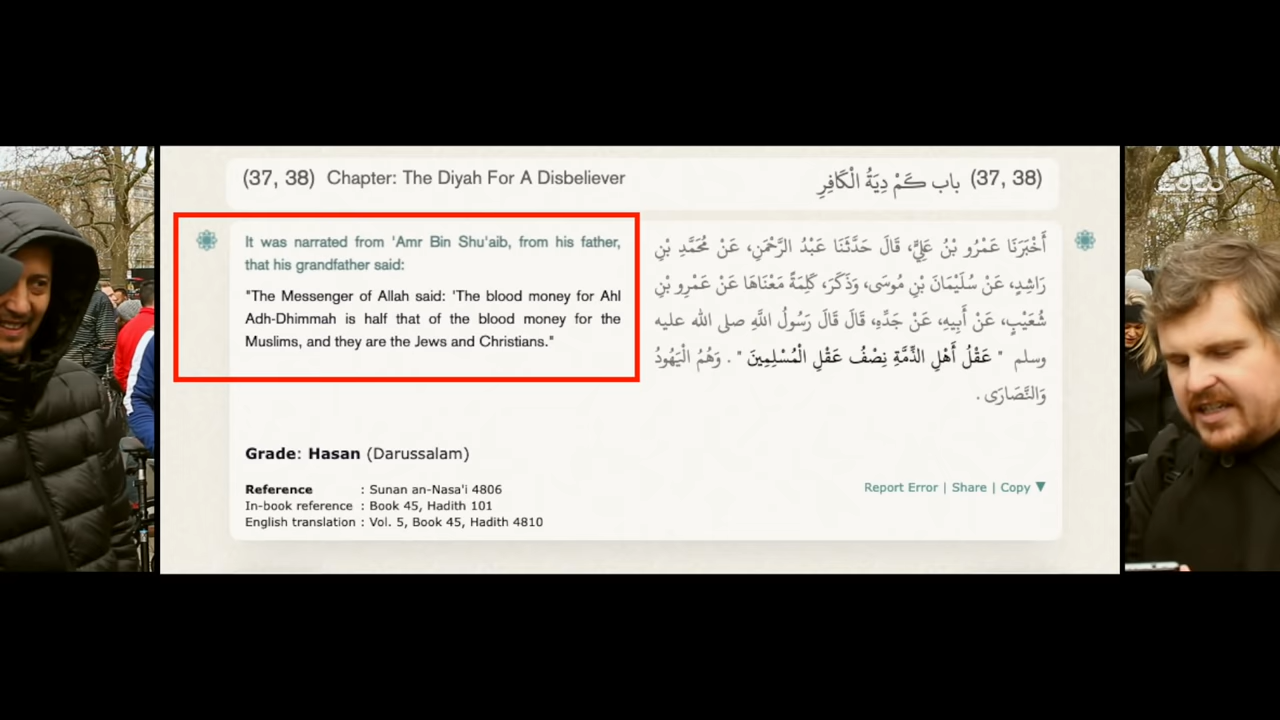 (37, 38) Chapter: The Diyah For A Disbeliever
باب كَمْ دِيَةُ الْكَافِرِ (37, 38)
It was narrated from 'Amr Bin Shu'aib, from his father,
that his grandfather said:
"The Messenger of Allah said: 'The blood money for Ahl
Adh-Dhimmah is half that of the blood money for the
Muslims, and they are the Jews and Christians."
أَخْبَرَنَا عَمْرُو بْنُ عَلِيٍّ، قَالَ حَدَّثَنَا عَبْدُ الرَّحْمَنِ، عَنْ مُحَمَّدِ بْنِ
رَاشِدٍ، عَنْ سُلَيْمَانَ بْنِ مُوسَى، وَذَكَرَ، كَلِمَةً مَعْنَاهَا عَنْ عَمْرِو بْنِ
شُعَيْبٍ، عَنْ أَبِيهِ، عَنْ جَدِّهِ، قَالَ قَالَ رَسُولُ اللَّهِ صلى الله عليه
وسلم " عَقْلُ أَهْلِ الذِّمَّةِ نِصْفُ عَقْلِ الْمُسْلِمِينَ " . وَهُمُ الْيَهُودُ
وَالنَّصَارَى .
Grade: Hasan (Darussalam)
Reference : Sunan an-Nasa'i 4806
In-book reference : Book 45, Hadith 101
English translation : Vol. 5, Book 45, Hadith 4810
Report Error | Share | Copy ▼